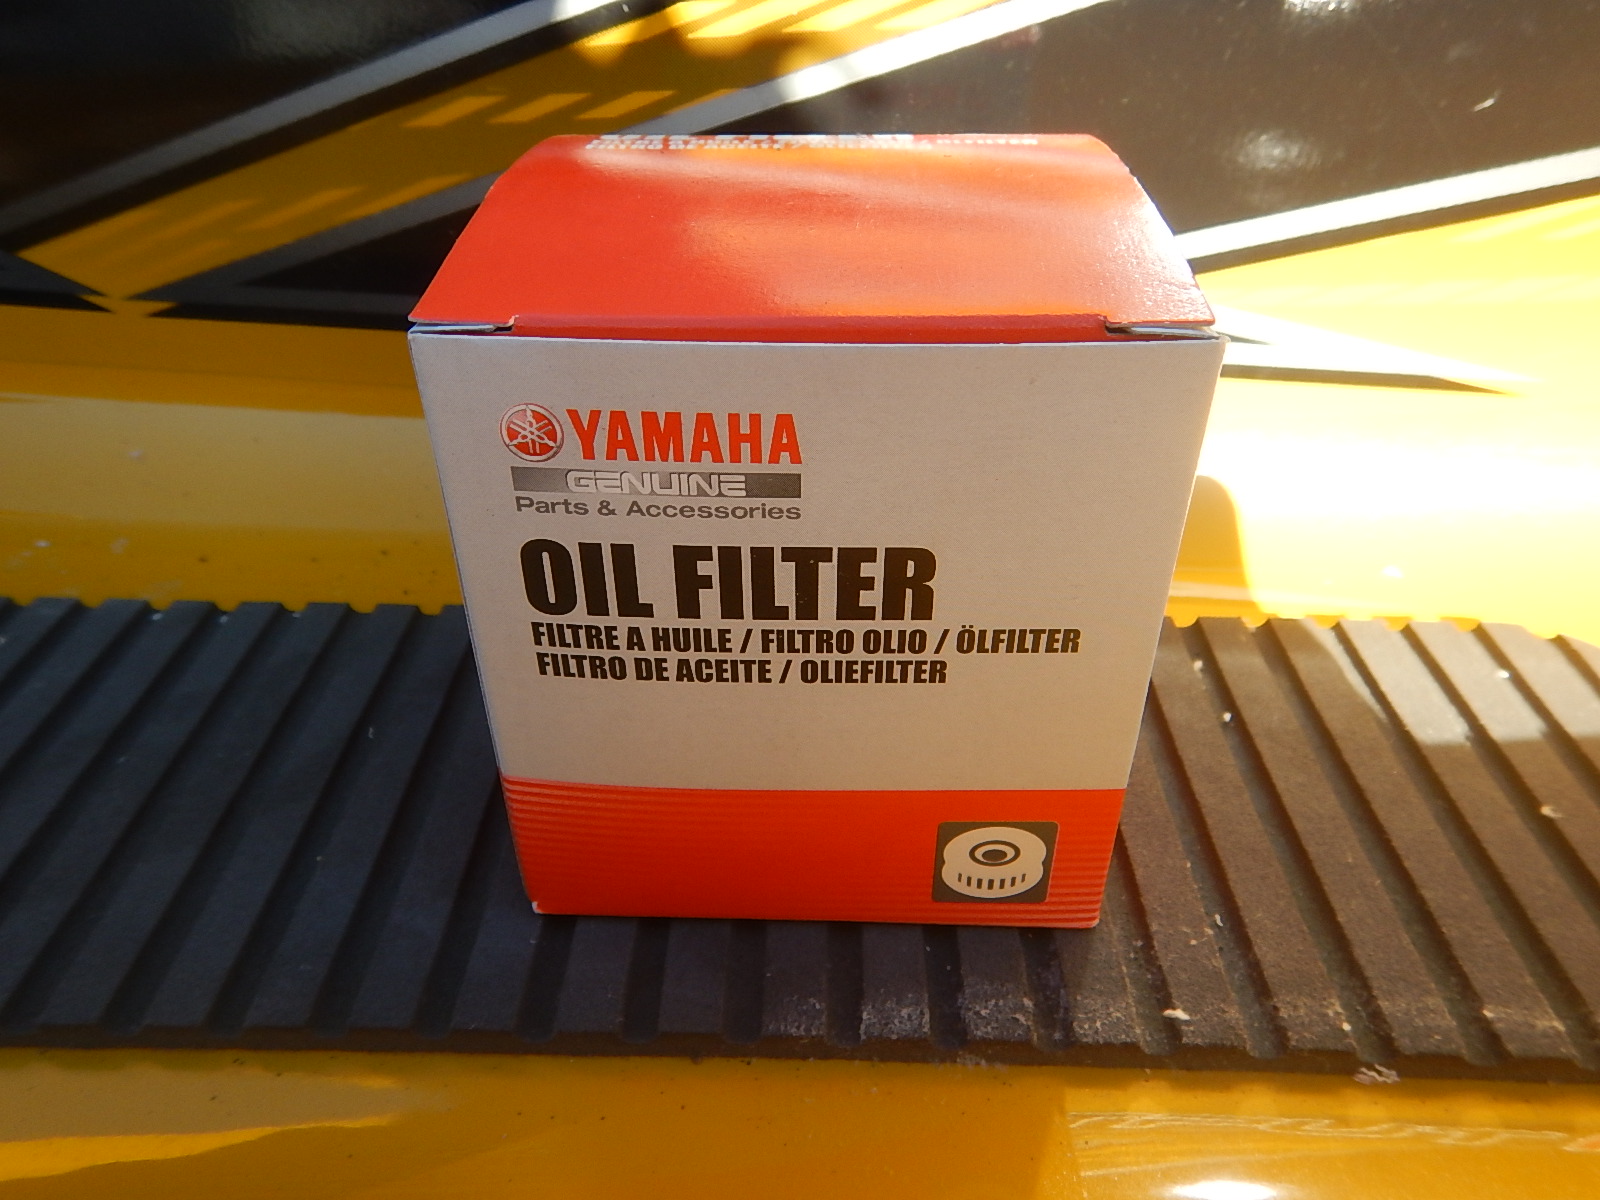 YAMAHA
GENUINE
Parts & Accessories
OIL FILTER
FILTRE A HUILE / FILTRO OLIO / ÖLFILTER
FILTRO DE ACEITE / OLIEFILTER